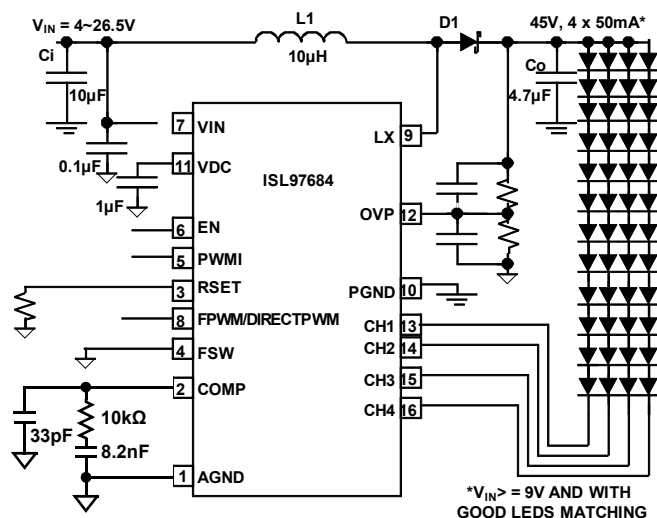 VIN = 4~26.5V
L1
D1
45V, 4 x 50mA*
Ci
10µH
Co
10µF
4.7µF
7 VIN
LX 9
0.1µF
11 VDC
ISL97684
1µF
OVP 12
6 EN
5 PWMI
3 RSET
PGND 10
8 FPWM/DIRECTPWM
CH1 13
4 FSW
CH2 14
CH3 15
2 COMP
CH4 16
10kΩ
33pF
8.2nF
1 AGND
*VIN> = 9V AND WITH
GOOD LEDS MATCHING